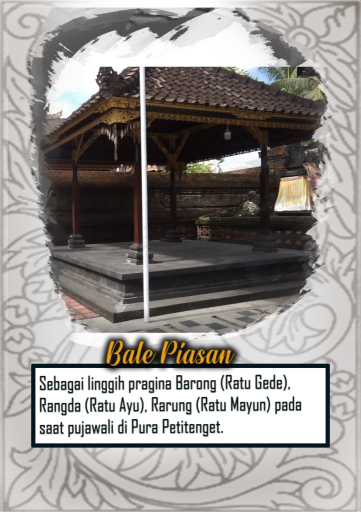 Bale Piasan
Sebagai linggih pragina Barong (Ratu Gede),
Rangda (Ratu Ayu), Rarung (Ratu Mayun) pada
saat pujawali di Pura Petitenget.